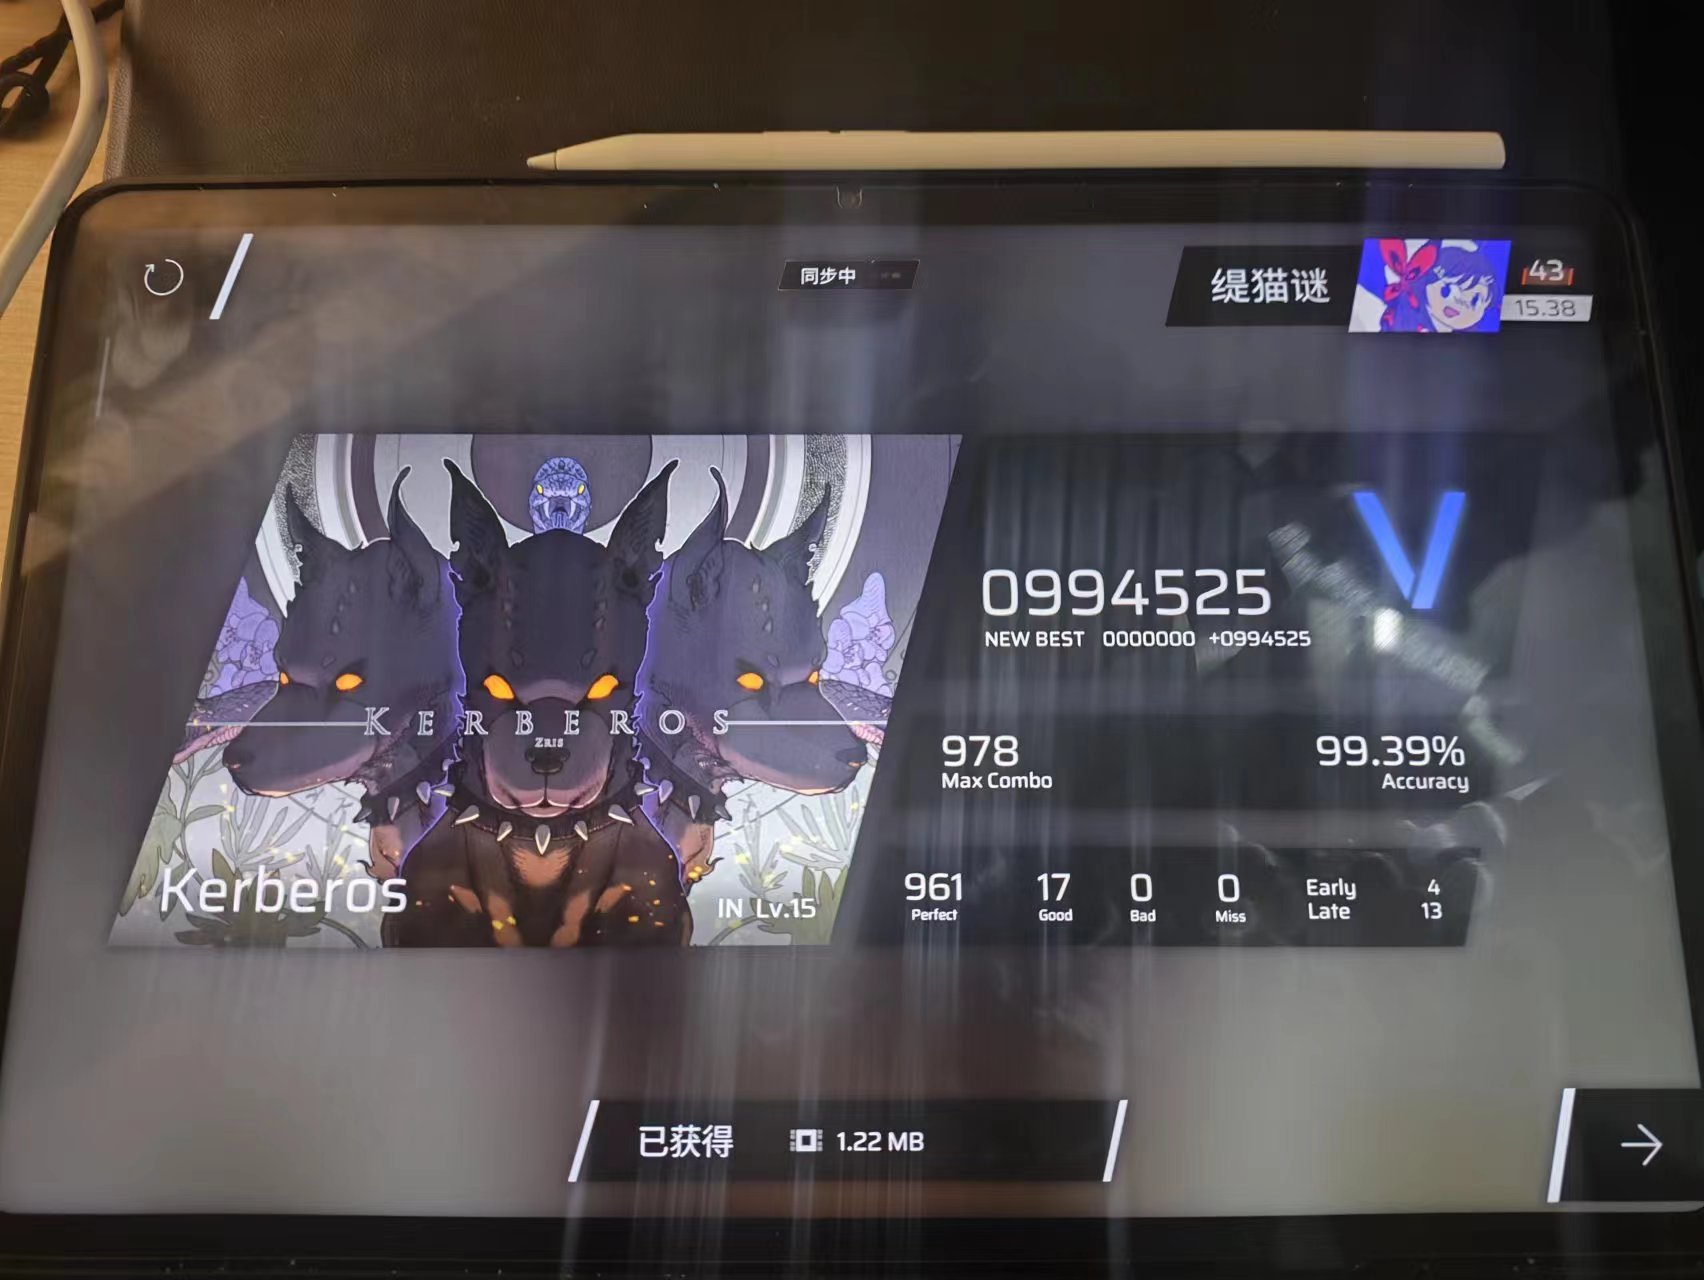 同步中
缇猫谜
43
15.38
KERBEROS
ZRIS
Kerberos
IN Lv.15
0994525
NEW BEST 0000000 +0994525
978
Max Combo
99.39%
Accuracy
961
Perfect
17
Good
0
Bad
0
Miss
Early 4
Late 13
已获得 1.22 MB